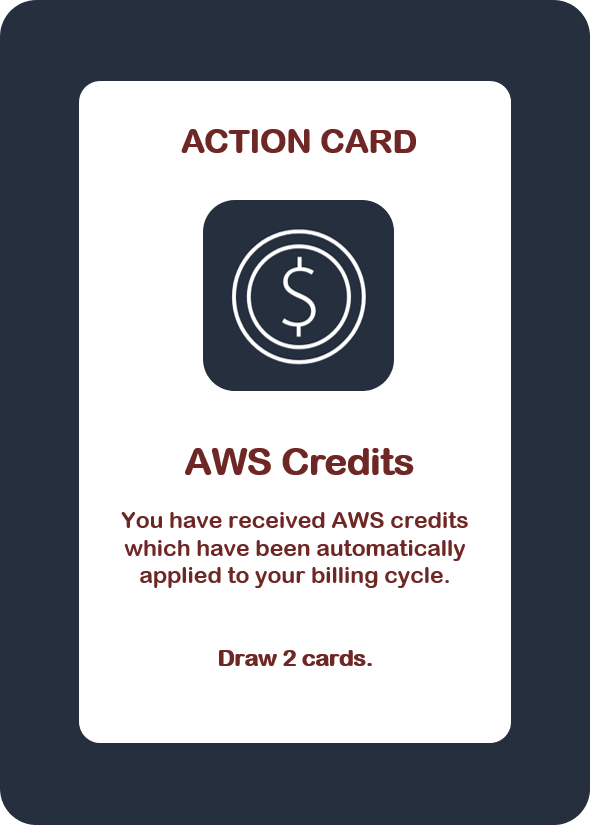 ACTION CARD
$
AWS Credits
You have received AWS credits
which have been automatically
applied to your billing cycle.
Draw 2 cards.